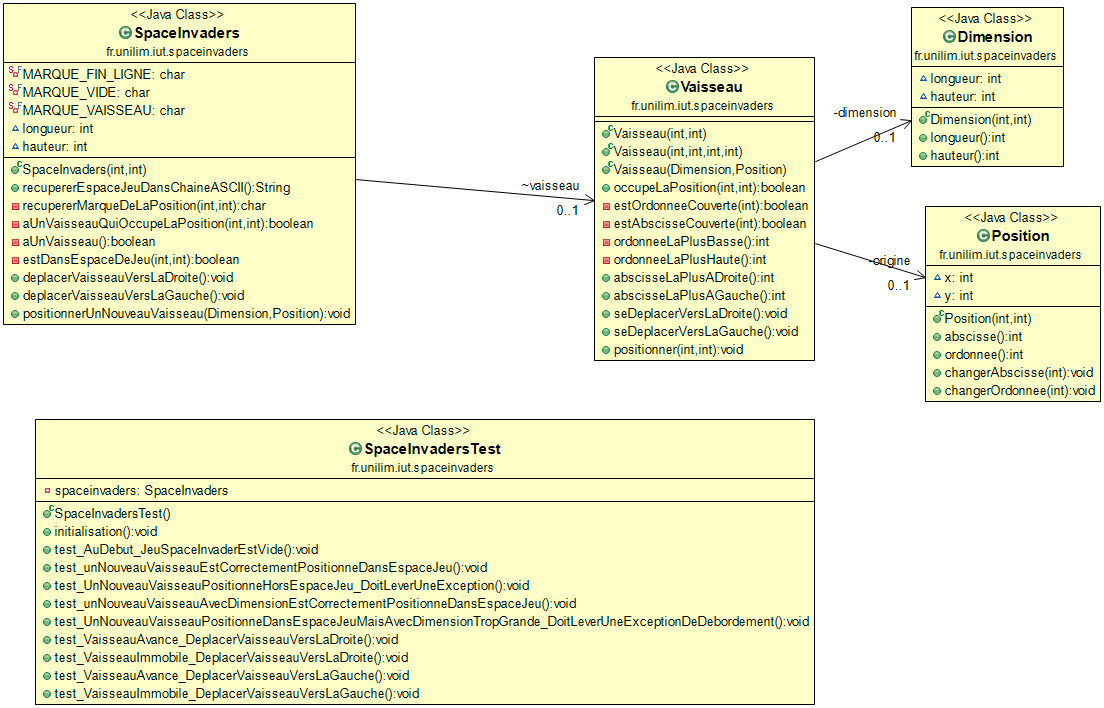 <<Java Class>>
SpaceInvaders
fr.unilim.iut.spaceinvaders
MARQUE_FIN_LIGNE: char
MARQUE_VIDE: char
MARQUE_VAISSEAU: char
longueur: int
hauteur: int
SpaceInvaders(int,int)
recupererEspaceJeuDansChaineASCII():String
recupererMarqueDeLaPosition(int,int):char
aUnVaisseauQuiOccupeLaPosition(int,int):boolean
aUnVaisseau():boolean
estDansEspaceDeJeu(int,int):boolean
deplacerVaisseauVersLaDroite():void
deplacerVaisseauVersLaGauche():void
positionnerUnNouveauVaisseau(Dimension,Position):void
~vaisseau
0..1
<<Java Class>>
Vaisseau
fr.unilim.iut.spaceinvaders
Vaisseau(int,int)
Vaisseau(int,int,int,int)
Vaisseau(Dimension,Position)
occupeLaPosition(int,int):boolean
estOrdonneeCouverte(int):boolean
estAbscisseCouverte(int):boolean
ordonneeLaPlusBasse():int
ordonneeLaPlusHaute():int
abscisseLaPlusADroite():int
abscisseLaPlusAGauche():int
seDeplacerVersLaDroite():void
seDeplacerVersLaGauche():void
positionner(int,int):void
-dimension
0..1
<<Java Class>>
Dimension
fr.unilim.iut.spaceinvaders
longueur: int
hauteur: int
Dimension(int,int)
longueur():int
hauteur():int
-origine
0..1
<<Java Class>>
Position
fr.unilim.iut.spaceinvaders
x: int
y: int
Position(int,int)
abscisse():int
ordonnee():int
changerAbscisse(int):void
changerOrdonnee(int):void
<<Java Class>>
SpaceInvadersTest
fr.unilim.iut.spaceinvaders
spaceinvaders: SpaceInvaders
SpaceInvadersTest()
initialisation():void
test_AuDebut_JeuSpaceInvaderEstVide():void
test_unNouveauVaisseauEstCorrectementPositionneDansEspaceJeu():void
test_UnNouveauVaisseauPositionneHorsEspaceJeu_DoitLeverUneException():void
test_unNouveauVaisseauAvecDimensionEstCorrectementPositionneDansEspaceJeu():void
test_UnNouveauVaisseauPositionneDansEspaceJeuMaisAvecDimensionTropGrande_DoitLeverUneExceptionDeDebordement():void
test_VaisseauAvance_DeplacerVaisseauVersLaDroite():void
test_VaisseauImmobile_DeplacerVaisseauVersLaDroite():void
test_VaisseauAvance_DeplacerVaisseauVersLaGauche():void
test_VaisseauImmobile_DeplacerVaisseauVersLaGauche():void